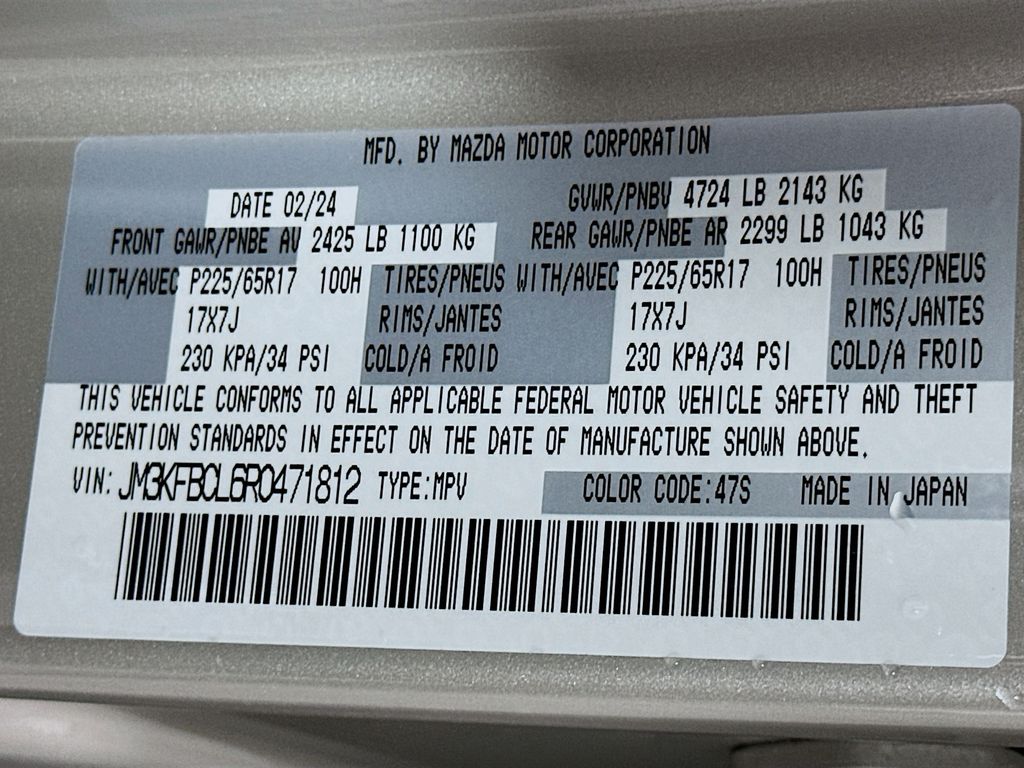 MFD. BY MAZDA MOTOR CORPORATION
DATE 02/24 GVWR/PNBV 4724 LB 2143 KG
FRONT GAWR/PNBE AV 2425 LB 1100 KG REAR GAWR/PNBE AR 2299 LB 1043 KG
WITH/AVEC P225/65R17 100H TIRES/PNEUS WITH/AVEC P225/65R17 100H TIRES/PNEUS
17X7J RIMS/JANTES 17X7J RIMS/JANTES
230 KPA/34 PSI COLD/A FROID 230 KPA/34 PSI COLD/A FROID
THIS VEHICLE CONFORMS TO ALL APPLICABLE FEDERAL MOTOR VEHICLE SAFETY AND THEFT
PREVENTION STANDARDS IN EFFECT ON THE DATE OF MANUFACTURE SHOWN ABOVE.
VIN: JM3KFBCL6R0471812 TYPE:MPV COLOR CODE:47S MADE IN JAPAN